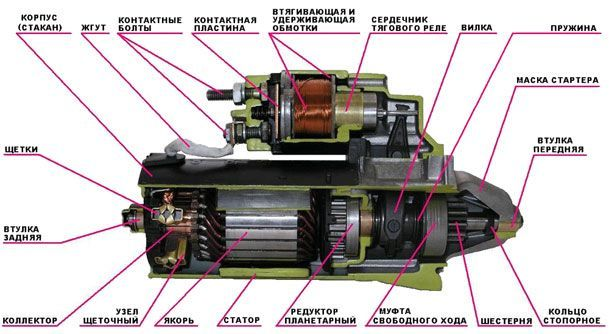 КОРПУС
(СТАКАН)
ЖГУТ
КОНТАКТНЫЕ
БОЛТЫ
КОНТАКТНАЯ
ПЛАСТИНА
ВТЯГИВАЮЩАЯ И
УДЕРЖИВАЮЩАЯ
ОБМОТКИ
СЕРДЕЧНИК
ТЯГОВОГО РЕЛЕ
ВИЛКА
ПРУЖИНА
МАСКА СТАРТЕРА
ЩЕТКИ
ВТУЛКА
ПЕРЕДНЯЯ
ВТУЛКА
ЗАДНЯЯ
КОЛЛЕКТОР
УЗЕЛ
ЩЕТОЧНЫЙ
ЯКОРЬ
СТАТОР
РЕДУКТОР
ПЛАНЕТАРНЫЙ
МУФТА
СВОБОДНОГО ХОДА
ШЕСТЕРНЯ
КОЛЬЦО
СТОПОРНОЕ